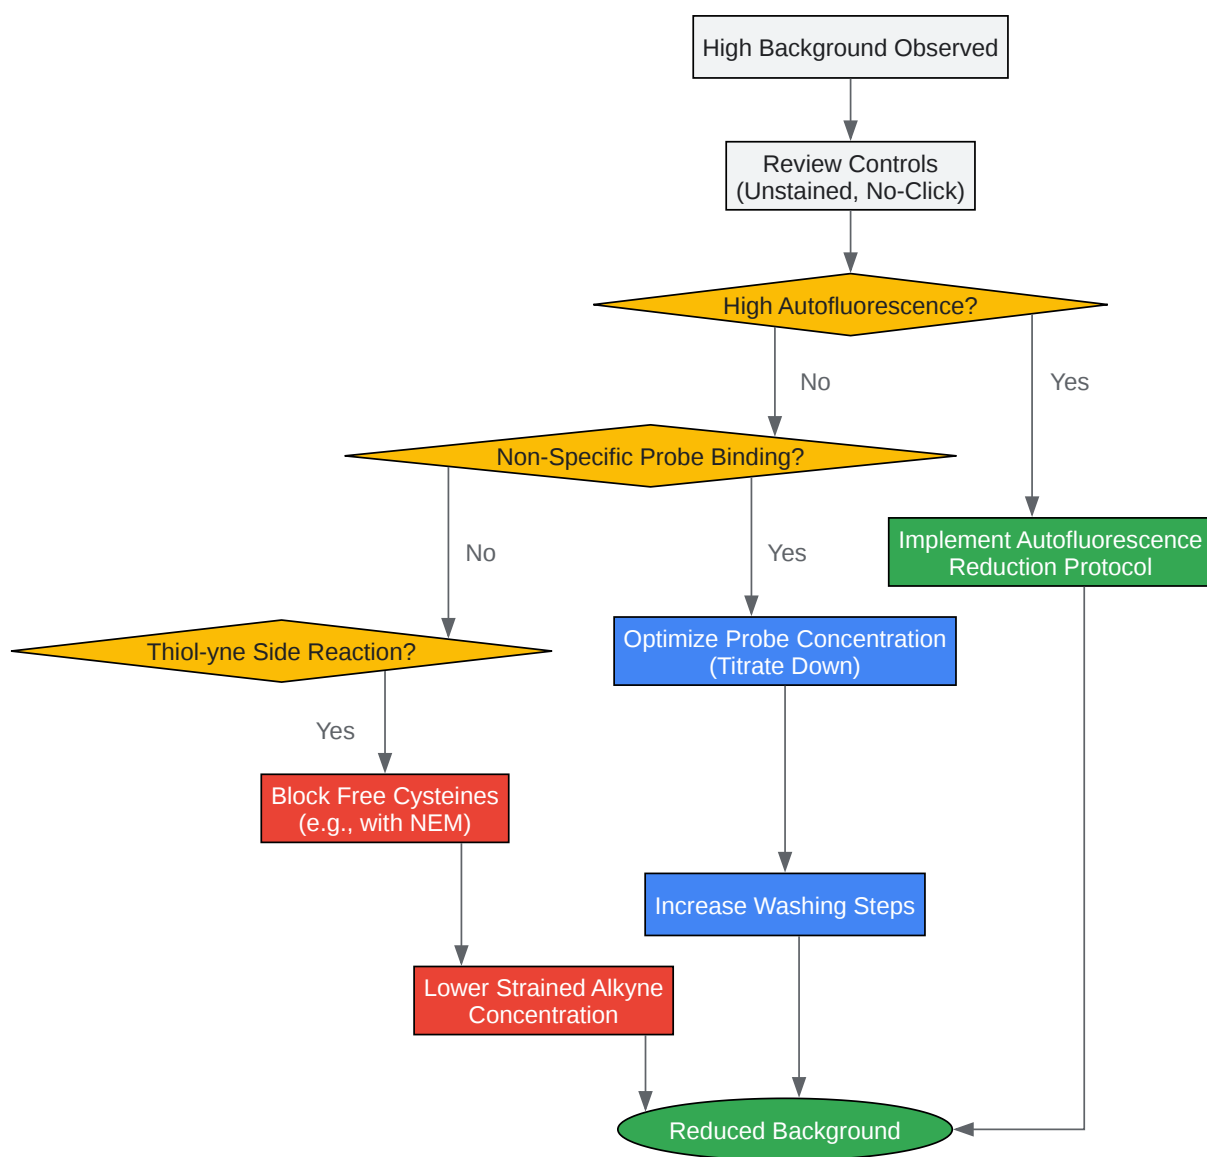 High Background Observed
Review Controls
(Unstained, No-Click)
High Autofluorescence?
No
Yes
Non-Specific Probe Binding?
No
Yes
Implement Autofluorescence
Reduction Protocol
Thiol-yne Side Reaction?
Optimize Probe Concentration
(Titrate Down)
Yes
Block Free Cysteines
(e.g., with NEM)
Increase Washing Steps
Lower Strained Alkyne
Concentration
Reduced Background